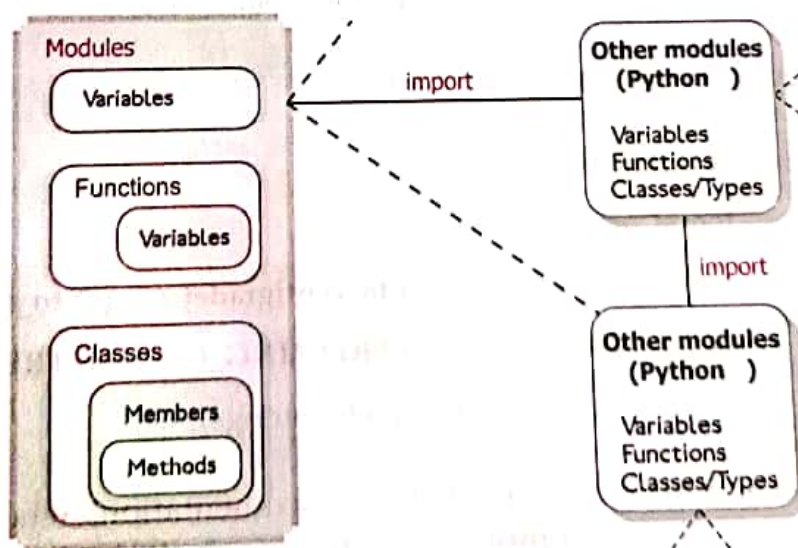 Modules
Variables
Functions
Variables
Classes
Members
Methods
import
Other modules
(Python )
Variables
Functions
Classes/Types
import
Other modules
(Python )
Variables
Functions
Classes/Types